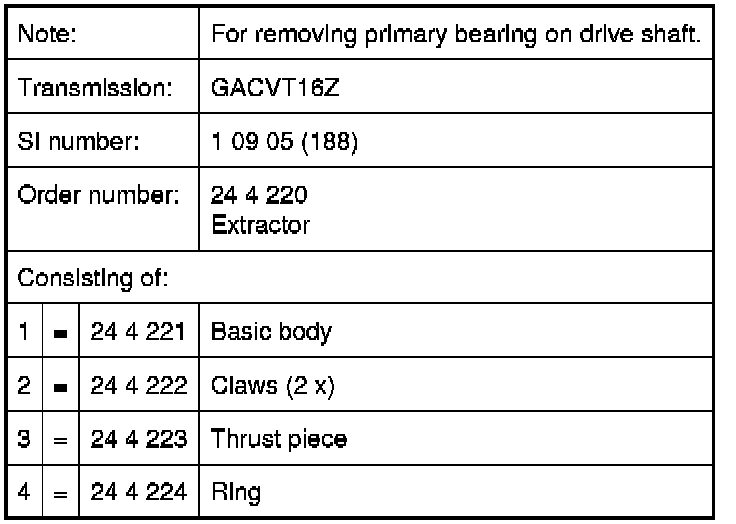 Note: For removing primary bearing on drive shaft.
Transmission: GACVT16Z
SI number: 1 09 05 (188)
Order number: 24 4 220
Extractor
Consisting of:
1 = 24 4 221 Basic body
2 = 24 4 222 Claws (2 x)
3 = 24 4 223 Thrust piece
4 = 24 4 224 Ring